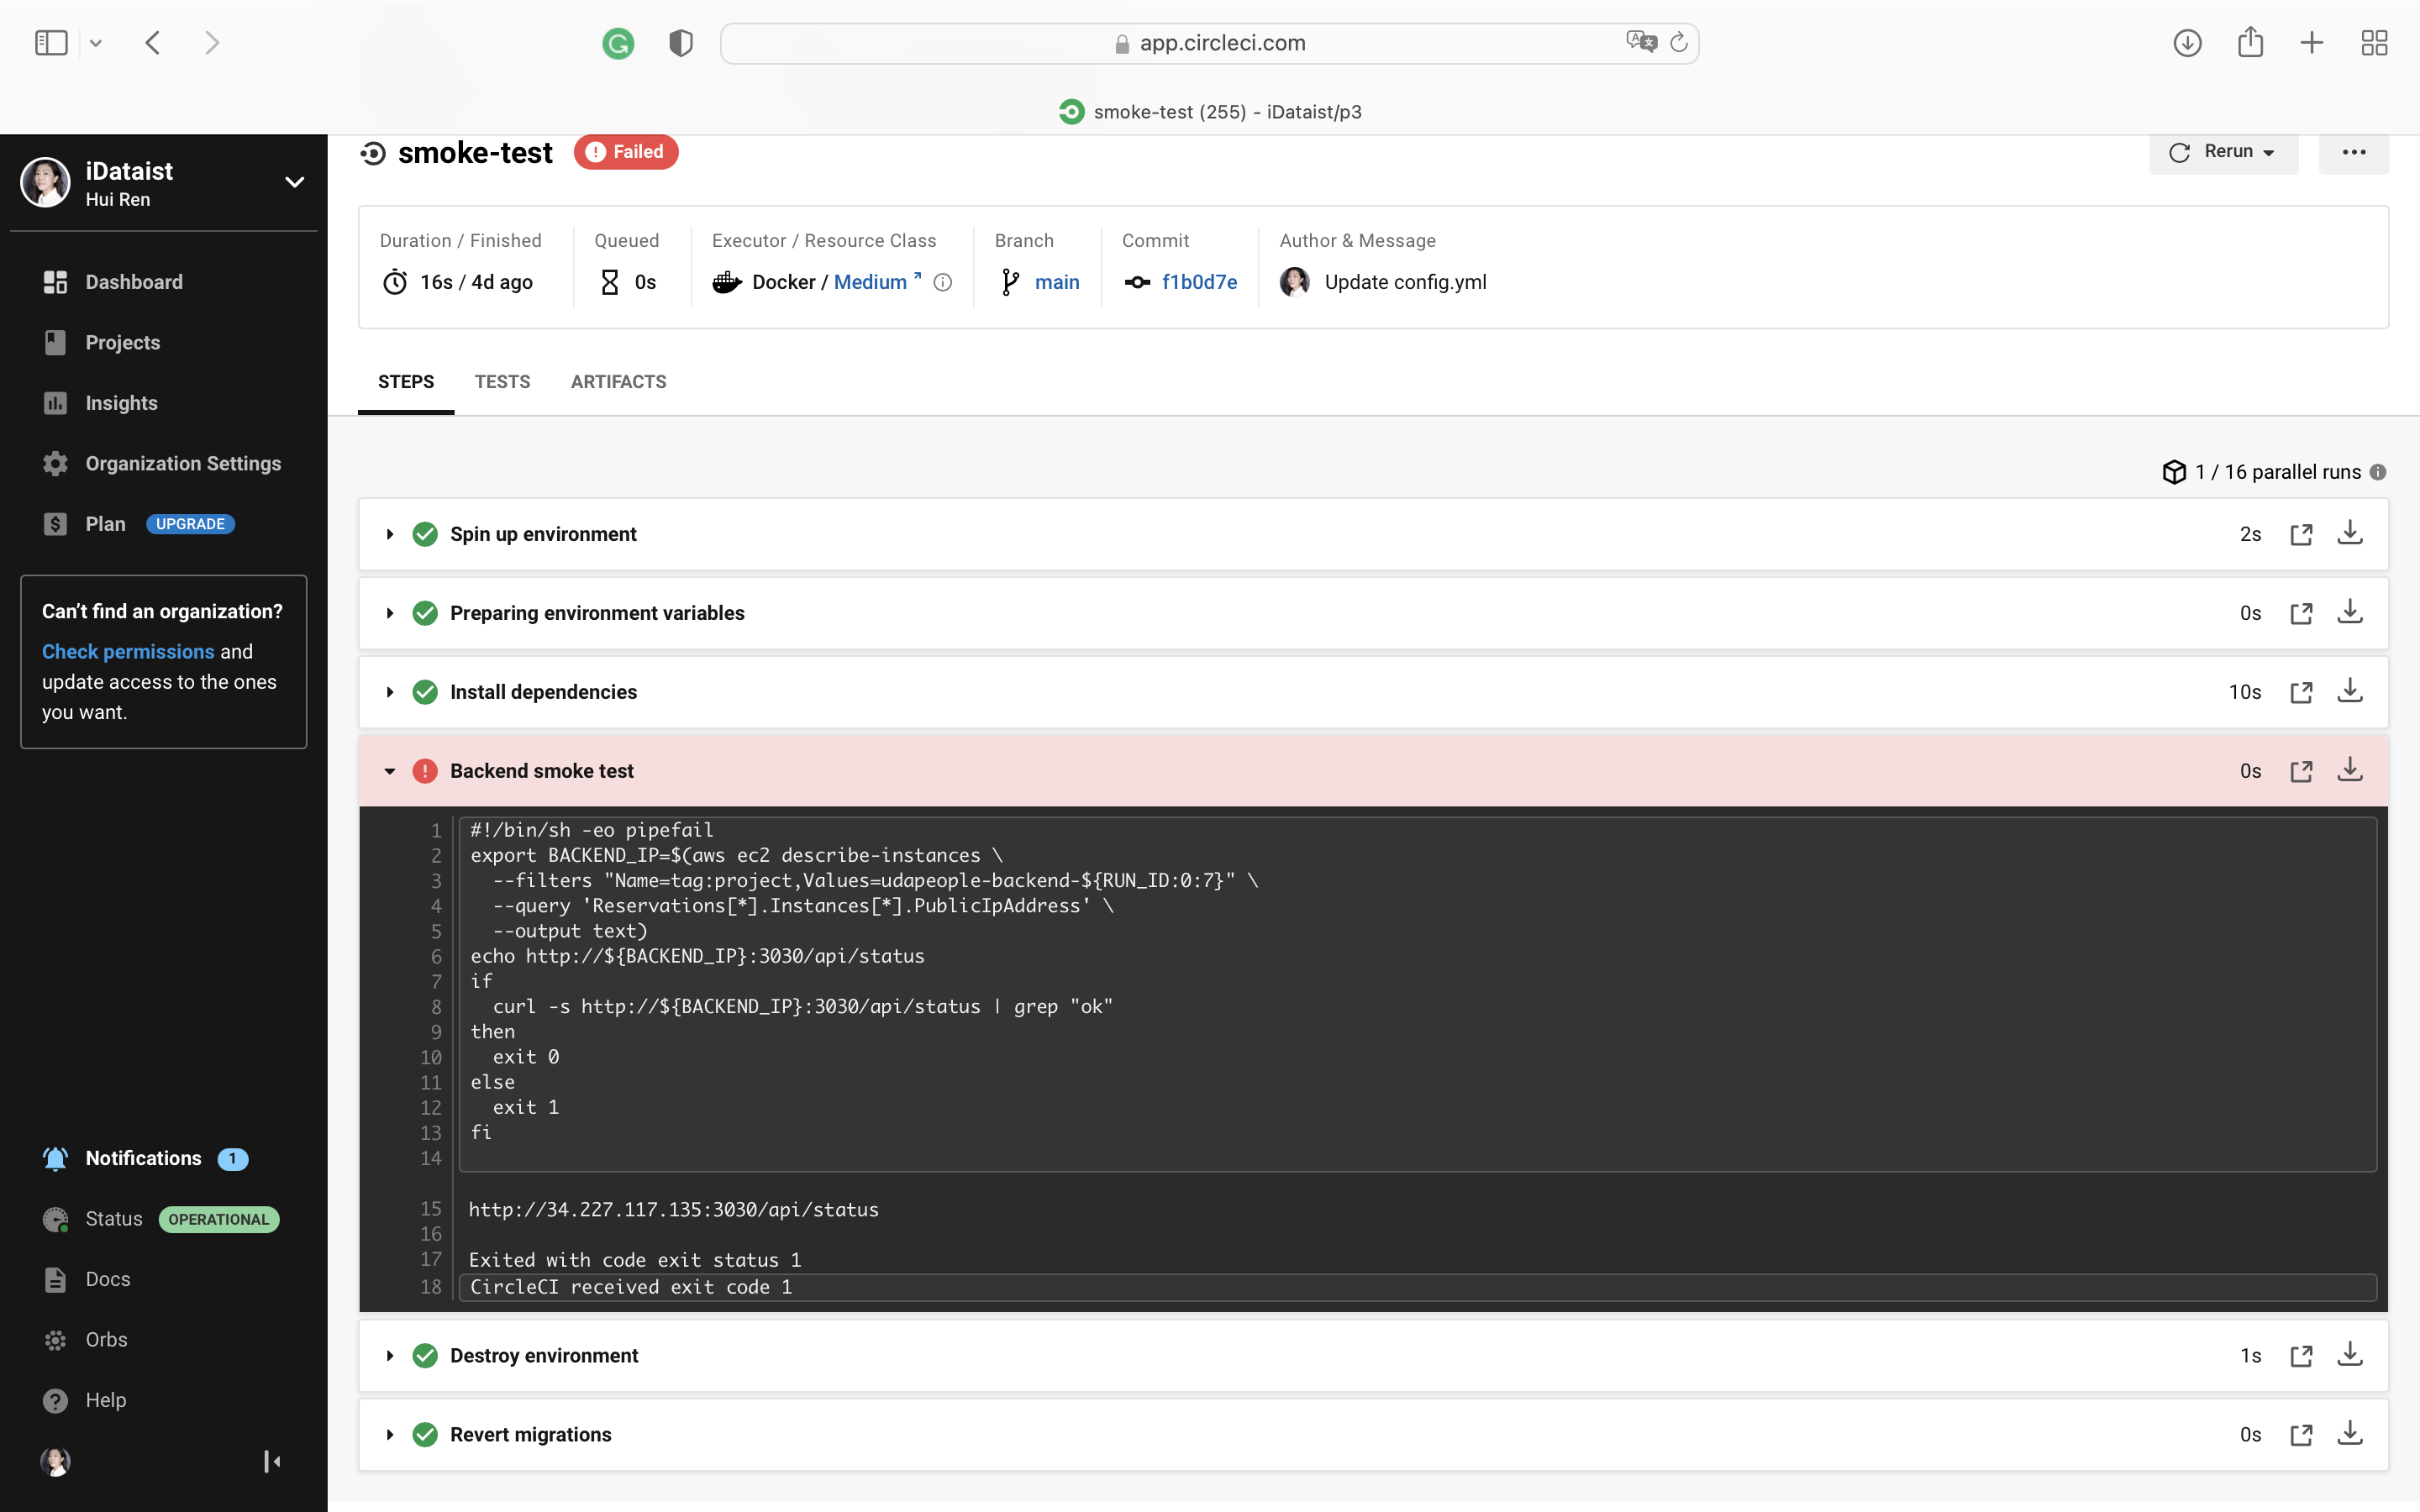 app.circleci.com
smoke-test (255) - iDataist/p3
iDataist
Hui Ren
Dashboard
Projects
Insights
Organization Settings
Plan UPGRADE
Can’t find an organization?
Check permissions and
update access to the ones
you want.
Notifications 1
Status OPERATIONAL
Docs
Orbs
Help
smoke-test Failed
Rerun
Duration / Finished
16s / 4d ago
Queued
0s
Executor / Resource Class
Docker / Medium
Branch
main
Commit
f1b0d7e
Author & Message
Update config.yml
STEPS TESTS ARTIFACTS
1 / 16 parallel runs
Spin up environment 2s
Preparing environment variables 0s
Install dependencies 10s
Backend smoke test 0s
1 #!/bin/sh -eo pipefail
2 export BACKEND_IP=$(aws ec2 describe-instances \
3 --filters "Name=tag:project,Values=udapeople-backend-${RUN_ID:0:7}" \
4 --query 'Reservations[*].Instances[*].PublicIpAddress' \
5 --output text)
6 echo http://${BACKEND_IP}:3030/api/status
7 if
8 curl -s http://${BACKEND_IP}:3030/api/status | grep "ok"
9 then
10 exit 0
11 else
12 exit 1
13 fi
14
15 http://34.227.117.135:3030/api/status
16
17 Exited with code exit status 1
18 CircleCI received exit code 1
Destroy environment 1s
Revert migrations 0s